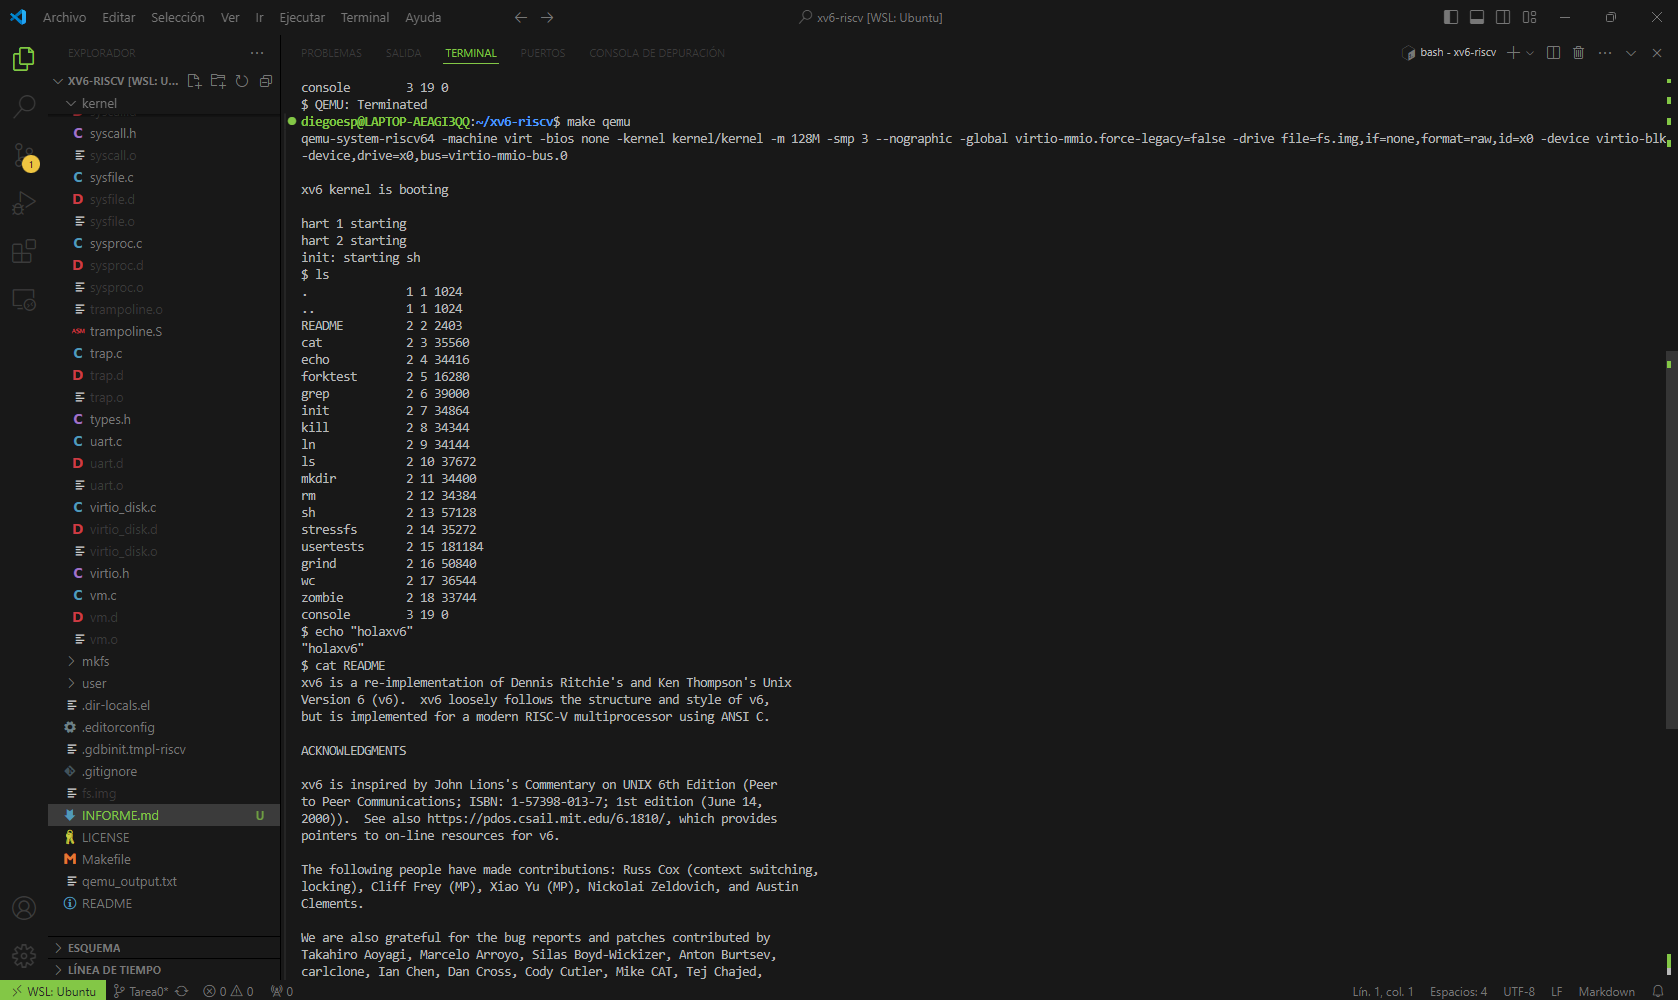 Archivo Editar Selección Ver Ir Ejecutar Terminal Ayuda
xv6-riscv [WSL: Ubuntu]
EXPLORADOR
XV6-RISCV [WSL: U...
kernel
syscall.h
syscall.o
sysfile.c
sysfile.d
sysfile.o
sysproc.c
sysproc.d
sysproc.o
trampoline.o
trampoline.S
trap.c
trap.d
trap.o
types.h
uart.c
uart.d
uart.o
virtio_disk.c
virtio_disk.d
virtio_disk.o
virtio.h
vm.c
vm.d
vm.o
mkfs
user
.dir-locals.el
.editorconfig
.gdbinit.tmpl-riscv
.gitignore
fs.img
INFORME.md U
LICENSE
Makefile
qemu_output.txt
README
ESQUEMA
LÍNEA DE TIEMPO
1
PROBLEMAS SALIDA TERMINAL PUERTOS CONSOLA DE DEPURACIÓN
bash - xv6-riscv
console 3 19 0
$ QEMU: Terminated
diegoesp@LAPTOP-AEAGI3QQ:~/xv6-riscv$ make qemu
qemu-system-riscv64 -machine virt -bios none -kernel kernel/kernel -m 128M -smp 3 --nographic -global virtio-mmio.force-legacy=false -drive file=fs.img,if=none,format=raw,id=x0 -device virtio-blk
-device,drive=x0,bus=virtio-mmio-bus.0
xv6 kernel is booting
hart 1 starting
hart 2 starting
init: starting sh
$ ls
. 1 1 1024
.. 1 1 1024
README 2 2 2403
cat 2 3 35560
echo 2 4 34416
forktest 2 5 16280
grep 2 6 39000
init 2 7 34864
kill 2 8 34344
ln 2 9 34144
ls 2 10 37672
mkdir 2 11 34400
rm 2 12 34384
sh 2 13 57128
stressfs 2 14 35272
usertests 2 15 181184
grind 2 16 50840
wc 2 17 36544
zombie 2 18 33744
console 3 19 0
$ echo "holaxv6"
"holaxv6"
$ cat README
xv6 is a re-implementation of Dennis Ritchie's and Ken Thompson's Unix
Version 6 (v6).  xv6 loosely follows the structure and style of v6,
but is implemented for a modern RISC-V multiprocessor using ANSI C.
ACKNOWLEDGMENTS
xv6 is inspired by John Lions's Commentary on UNIX 6th Edition (Peer
to Peer Communications; ISBN: 1-57398-013-7; 1st edition (June 14,
2000)).  See also https://pdos.csail.mit.edu/6.1810/, which provides
pointers to on-line resources for v6.
The following people have made contributions: Russ Cox (context switching,
locking), Cliff Frey (MP), Xiao Yu (MP), Nickolai Zeldovich, and Austin
Clements.
We are also grateful for the bug reports and patches contributed by
Takahiro Aoyagi, Marcelo Arroyo, Silas Boyd-Wickizer, Anton Burtsev,
carlclone, Ian Chen, Dan Cross, Cody Cutler, Mike CAT, Tej Chajed,
WSL: Ubuntu Tarea0* 0 0 0 Lín. 1, col. 1 Espacios: 4 UTF-8 LF Markdown